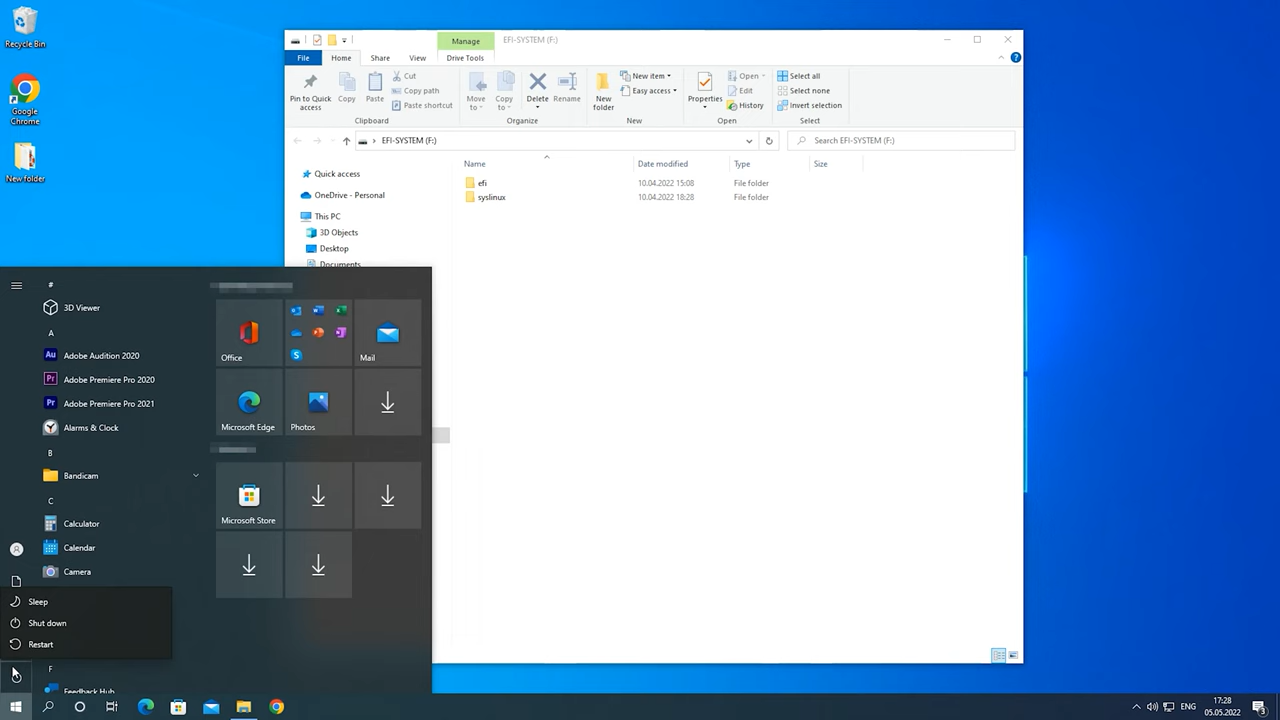 Recycle Bin
Google
Chrome
New folder
Manage
EFI-SYSTEM (F:)
File
Home
Share
View
Drive Tools
Pin to Quick
access
Copy
Paste
Cut
Copy path
Paste shortcut
Clipboard
Move
to
Copy
to
Delete
Rename
Organize
New
folder
New item
Easy access
New
Properties
Open
Edit
History
Open
Select all
Select none
Invert selection
Select
EFI-SYSTEM (F:)
Search EFI-SYSTEM (F:)
Name
Date modified
Type
Size
efi
10.04.2022 15:08
File folder
syslinux
10.04.2022 18:28
File folder
Quick access
OneDrive - Personal
This PC
3D Objects
Desktop
Documents
#
3D Viewer
A
Adobe Audition 2020
Adobe Premiere Pro 2020
Adobe Premiere Pro 2021
Alarms & Clock
B
Bandicam
C
Calculator
Calendar
Camera
F
Feedback Hub
Office
Mail
Microsoft Edge
Photos
Microsoft Store
Sleep
Shut down
Restart
ENG
17:28
05.05.2022